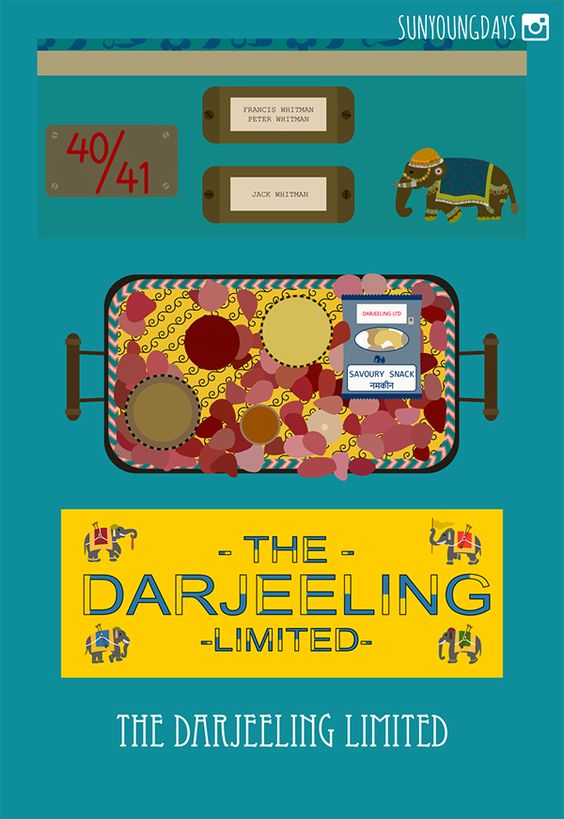 SUNYOUNGDAYS
FRANCIS WHITMAN
PETER WHITMAN
40/41
JACK WHITMAN
DARJEELING LTD
SAVOURY SNACK
नमकीन
- THE -
DARJEELING
-LIMITED-
THE DARJEELING LIMITED